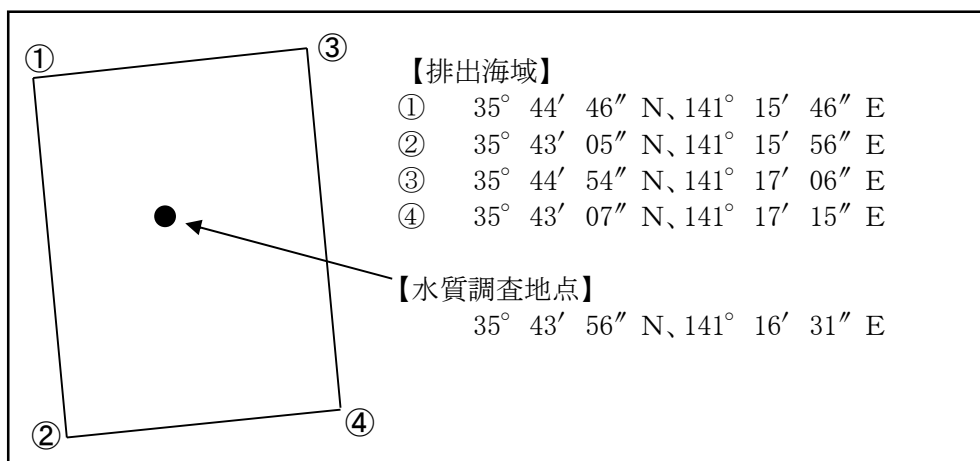 ① ③
【排出海域】
① 35° 44′ 46″ N、141° 15′ 46″ E
② 35° 43′ 05″ N、141° 15′ 56″ E
③ 35° 44′ 54″ N、141° 17′ 06″ E
④ 35° 43′ 07″ N、141° 17′ 15″ E
【水質調査地点】
35° 43′ 56″ N、141° 16′ 31″ E
② ④